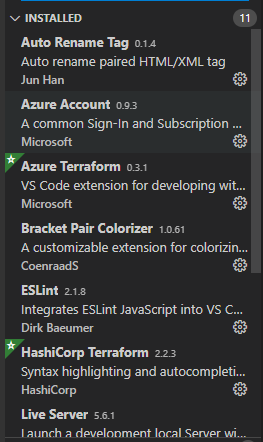 INSTALLED 11
Auto Rename Tag 0.1.4
Auto rename paired HTML/XML tag
Jun Han
Azure Account 0.9.3
A common Sign-In and Subscription ...
Microsoft
Azure Terraform 0.3.1
VS Code extension for developing wit...
Microsoft
Bracket Pair Colorizer 1.0.61
A customizable extension for colorizin...
CoenraadS
ESLint 2.1.8
Integrates ESLint JavaScript into VS C...
Dirk Baeumer
HashiCorp Terraform 2.2.3
Syntax highlighting and autocompleti...
HashiCorp
Live Server 5.6.1
Launch a development local Server wi...